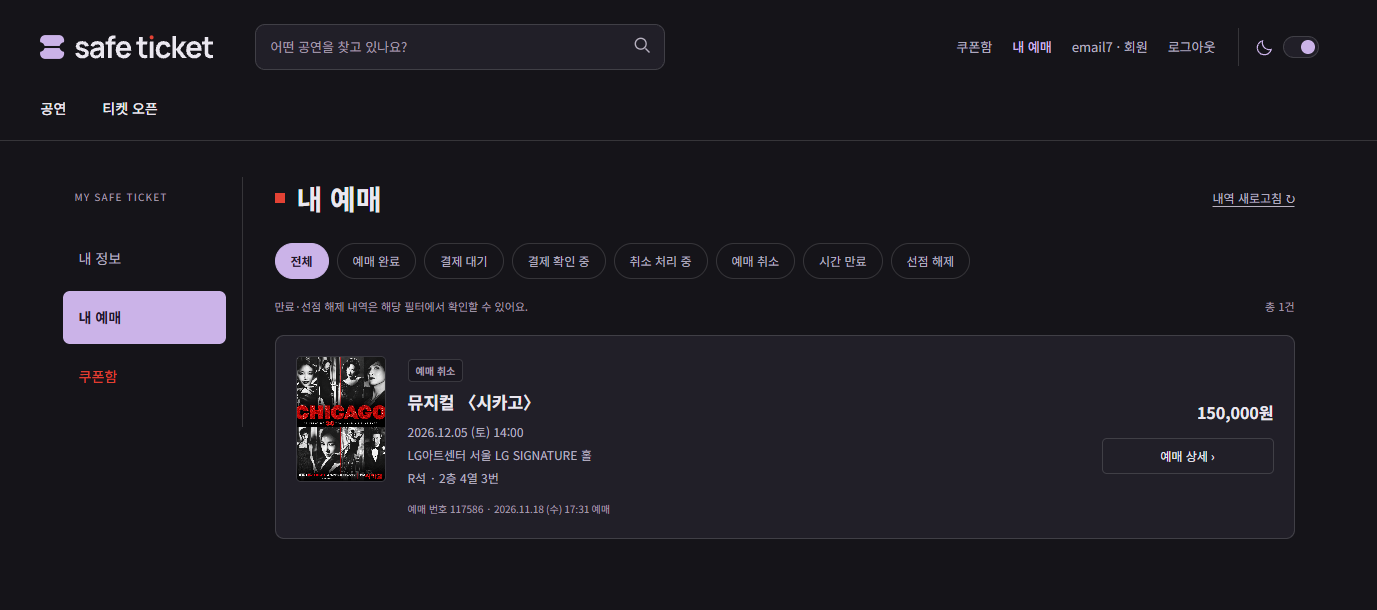 safe ticket
어떤 공연을 찾고 있나요?
쿠폰함
내 예매
email7 · 회원
로그아웃
공연
티켓 오픈
MY SAFE TICKET
내 정보
내 예매
쿠폰함
내 예매
내역 새로고침 ↻
전체
예매 완료
결제 대기
결제 확인 중
취소 처리 중
예매 취소
시간 만료
선점 해제
만료·선점 해제 내역은 해당 필터에서 확인할 수 있어요.
총 1건
CHICAGO
예매 취소
뮤지컬 〈시카고〉
2026.12.05 (토) 14:00
LG아트센터 서울 LG SIGNATURE 홀
R석 · 2층 4열 3번
예매 번호 117586 · 2026.11.18 (수) 17:31 예매
150,000원
예매 상세 ›